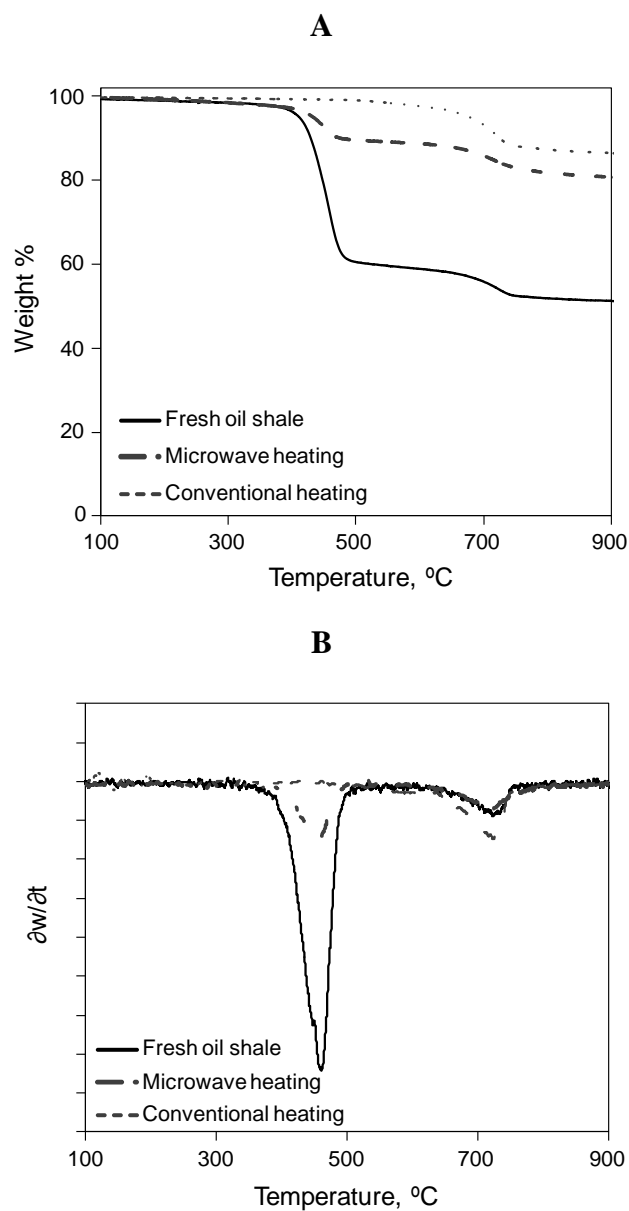 A
100
80
60
40
20
0
Weight %
Fresh oil shale
Microwave heating
Conventional heating
100 300 500 700 900
Temperature, ºC
B
∂w/∂t
Fresh oil shale
Microwave heating
Conventional heating
100 300 500 700 900
Temperature, ºC